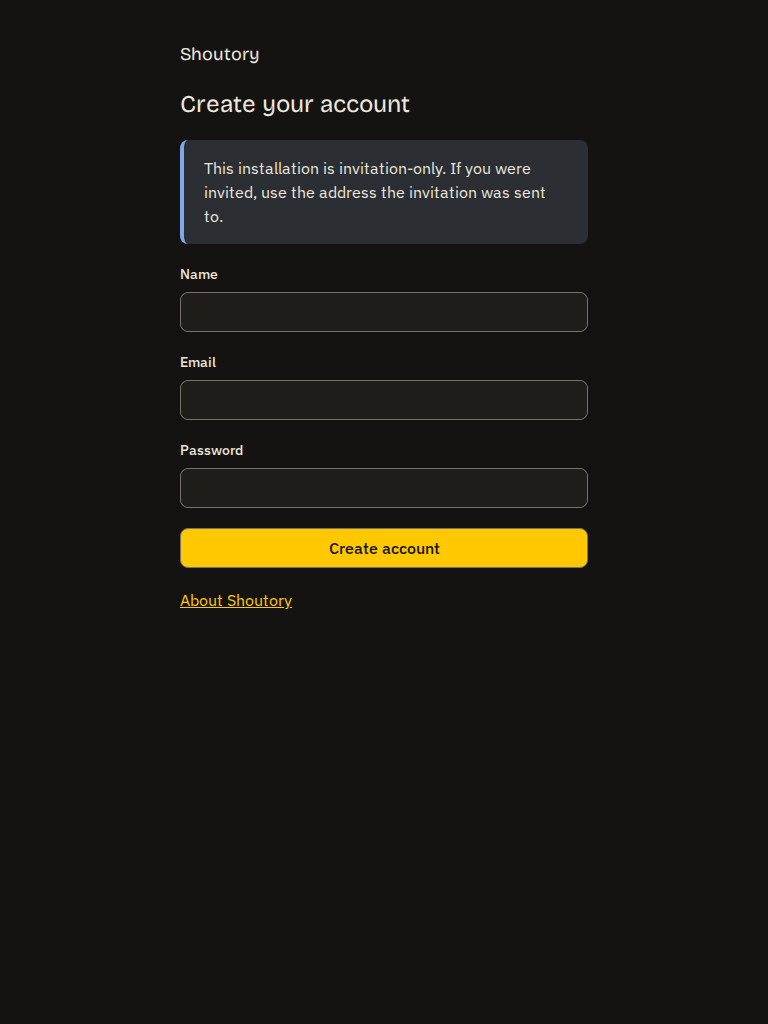 Shoutory
Create your account
This installation is invitation-only. If you were
invited, use the address the invitation was sent
to.
Name
Email
Password
Create account
About Shoutory